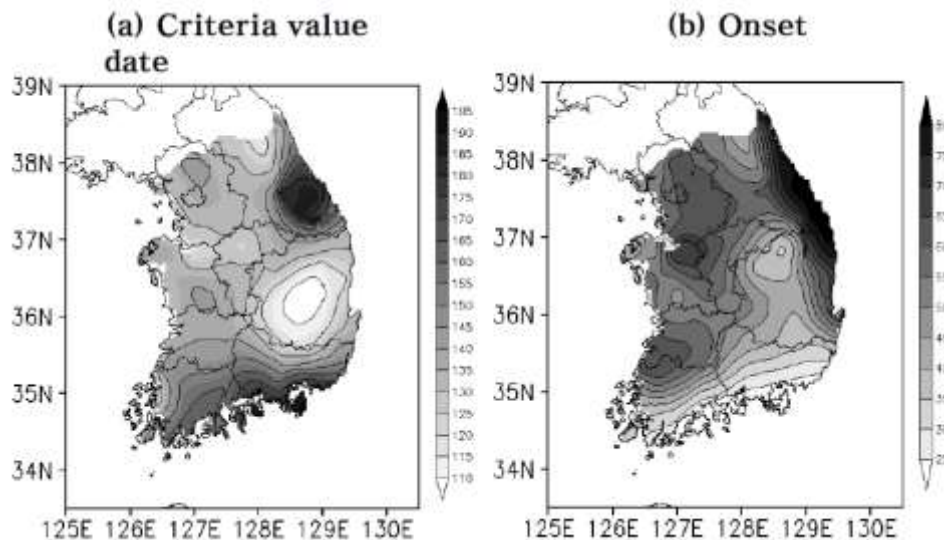 (a) Criteria value
date
(b) Onset
39N
38N
37N
36N
35N
34N
125E 126E 127E 128E 129E 130E
195
190
185
175
170
165
160
155
150
145
140
135
130
125
120
115
110
39N
38N
37N
36N
35N
34N
125E 126E 127E 128E 129E 130E